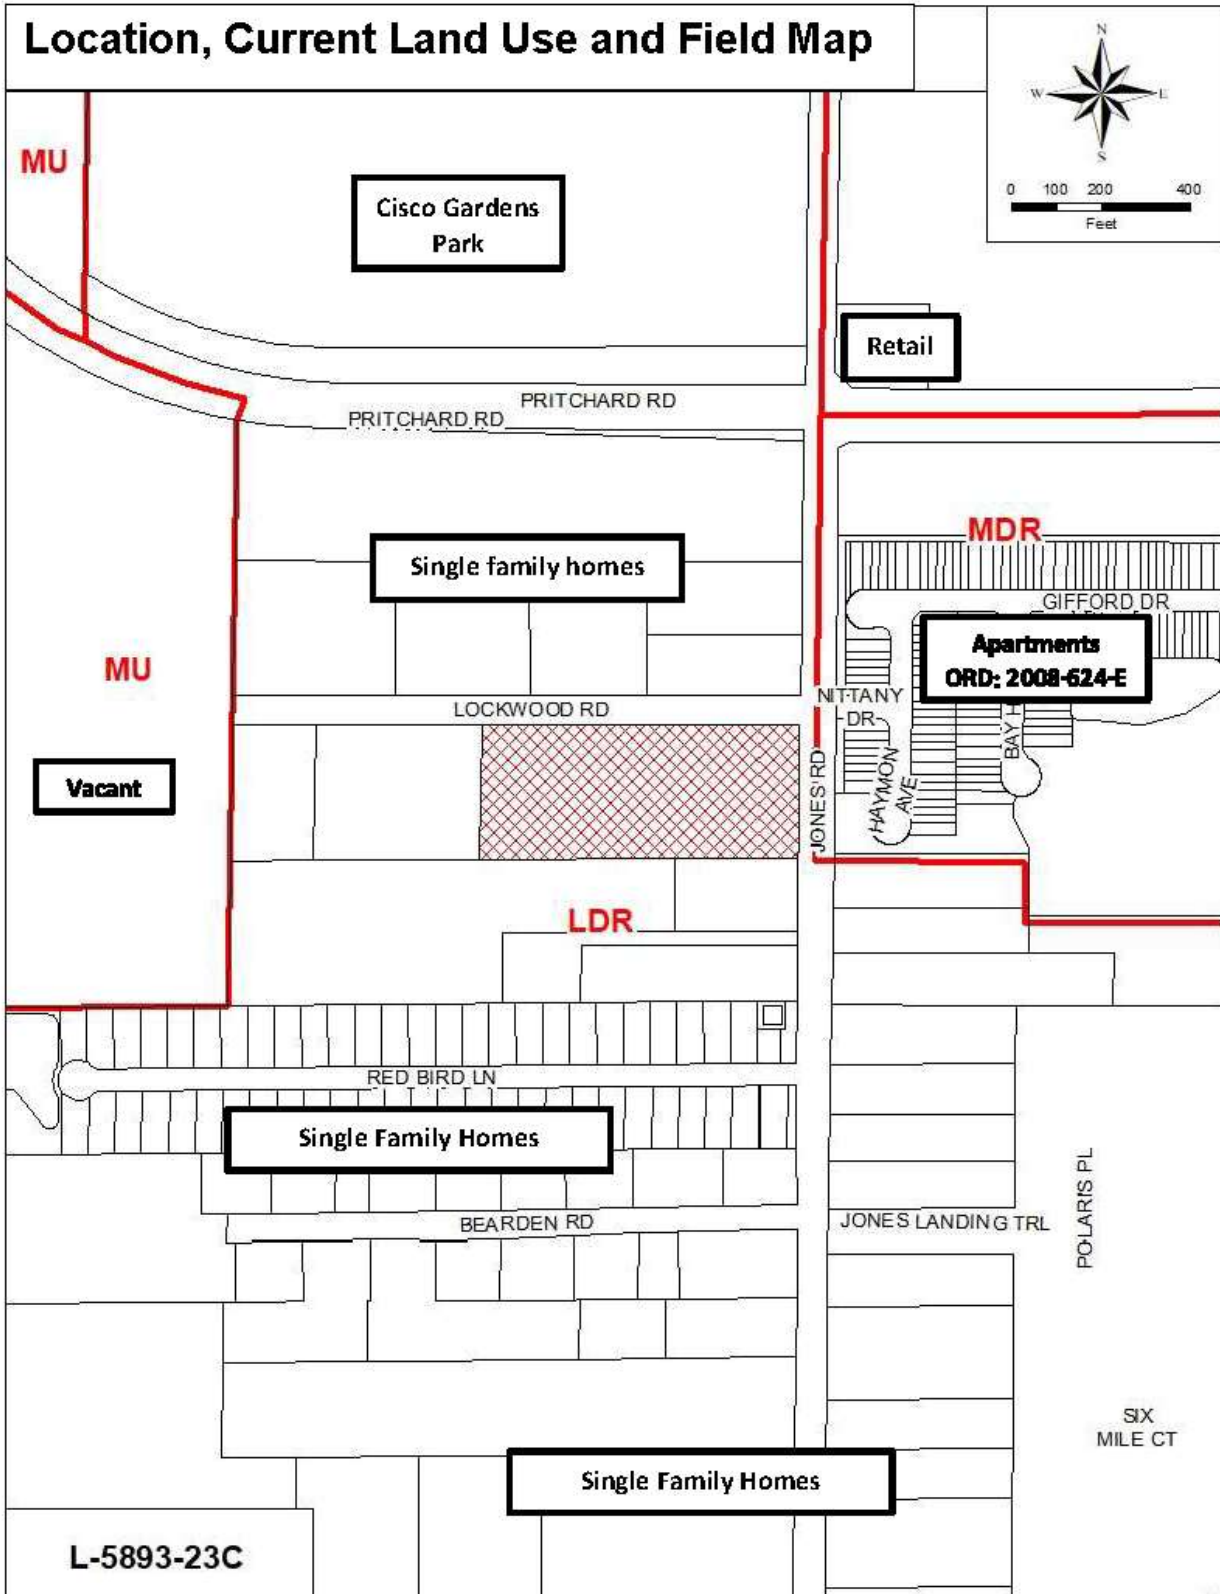 Location, Current Land Use and Field Map
N
W
E
S
0 100 200 400
Feet
MU
Cisco Gardens
Park
Retail
PRITCHARD RD
PRITCHARD RD
MDR
Single family homes
GIFFORD DR
Apartments
ORD: 2008-624-E
MU
NITTANY
DR
LOCKWOOD RD
BAY H
Vacant
JONES RD
HAYMON
AVE
LDR
RED BIRD LN
Single Family Homes
POLARIS PL
BEARDEN RD
JONES LANDING TRL
SIX
MILE CT
Single Family Homes
L-5893-23C